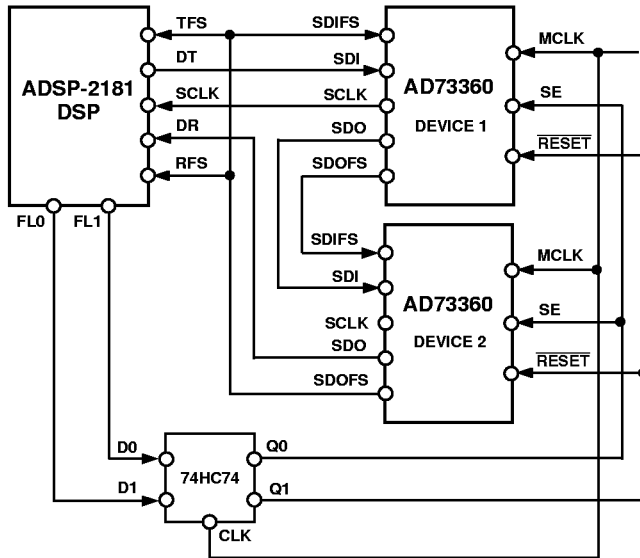 TFS
SDIFS
MCLK
DT
SDI
ADSP-2181
DSP
AD73360
SCLK
SCLK
SE
DEVICE 1
DR
SDO
RESET
RFS
SDOFS
FL0
FL1
SDIFS
MCLK
SDI
AD73360
SE
SCLK
DEVICE 2
SDO
RESET
SDOFS
D0
Q0
74HC74
D1
Q1
CLK